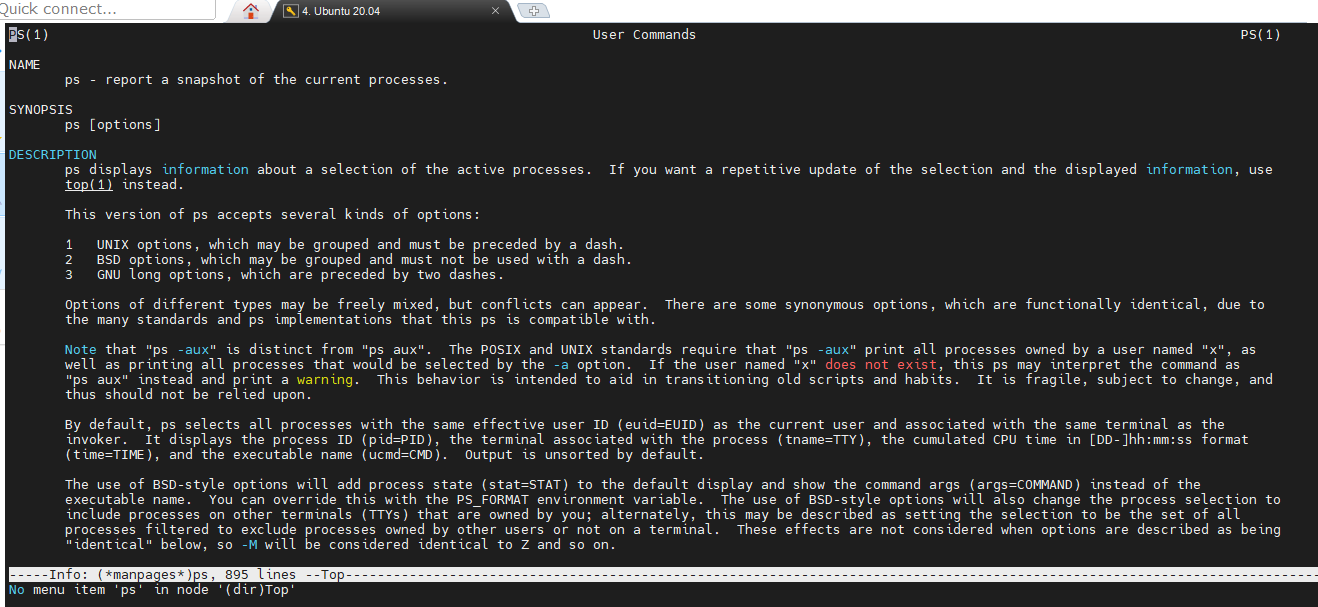 Quick connect...
4. Ubuntu 20.04
PS(1) User Commands PS(1)
NAME
ps - report a snapshot of the current processes.
SYNOPSIS
ps [options]
DESCRIPTION
ps displays information about a selection of the active processes.  If you want a repetitive update of the selection and the displayed information, use
top(1) instead.
This version of ps accepts several kinds of options:
1   UNIX options, which may be grouped and must be preceded by a dash.
2   BSD options, which may be grouped and must not be used with a dash.
3   GNU long options, which are preceded by two dashes.
Options of different types may be freely mixed, but conflicts can appear.  There are some synonymous options, which are functionally identical, due to
the many standards and ps implementations that this ps is compatible with.
Note that "ps -aux" is distinct from "ps aux".  The POSIX and UNIX standards require that "ps -aux" print all processes owned by a user named "x", as
well as printing all processes that would be selected by the -a option.  If the user named "x" does not exist, this ps may interpret the command as
"ps aux" instead and print a warning.  This behavior is intended to aid in transitioning old scripts and habits.  It is fragile, subject to change, and
thus should not be relied upon.
By default, ps selects all processes with the same effective user ID (euid=EUID) as the current user and associated with the same terminal as the
invoker.  It displays the process ID (pid=PID), the terminal associated with the process (tname=TTY), the cumulated CPU time in [DD-]hh:mm:ss format
(time=TIME), and the executable name (ucmd=CMD).  Output is unsorted by default.
The use of BSD-style options will add process state (stat=STAT) to the default display and show the command args (args=COMMAND) instead of the
executable name.  You can override this with the PS_FORMAT environment variable.  The use of BSD-style options will also change the process selection to
include processes on other terminals (TTYs) that are owned by you; alternately, this may be described as setting the selection to be the set of all
processes filtered to exclude processes owned by other users or not on a terminal.  These effects are not considered when options are described as being
"identical" below, so -M will be considered identical to Z and so on.
-----Info: (*manpages*)ps, 895 lines --Top-----------------------------------------------------------------------------------------------------------------------
No menu item 'ps' in node '(dir)Top'